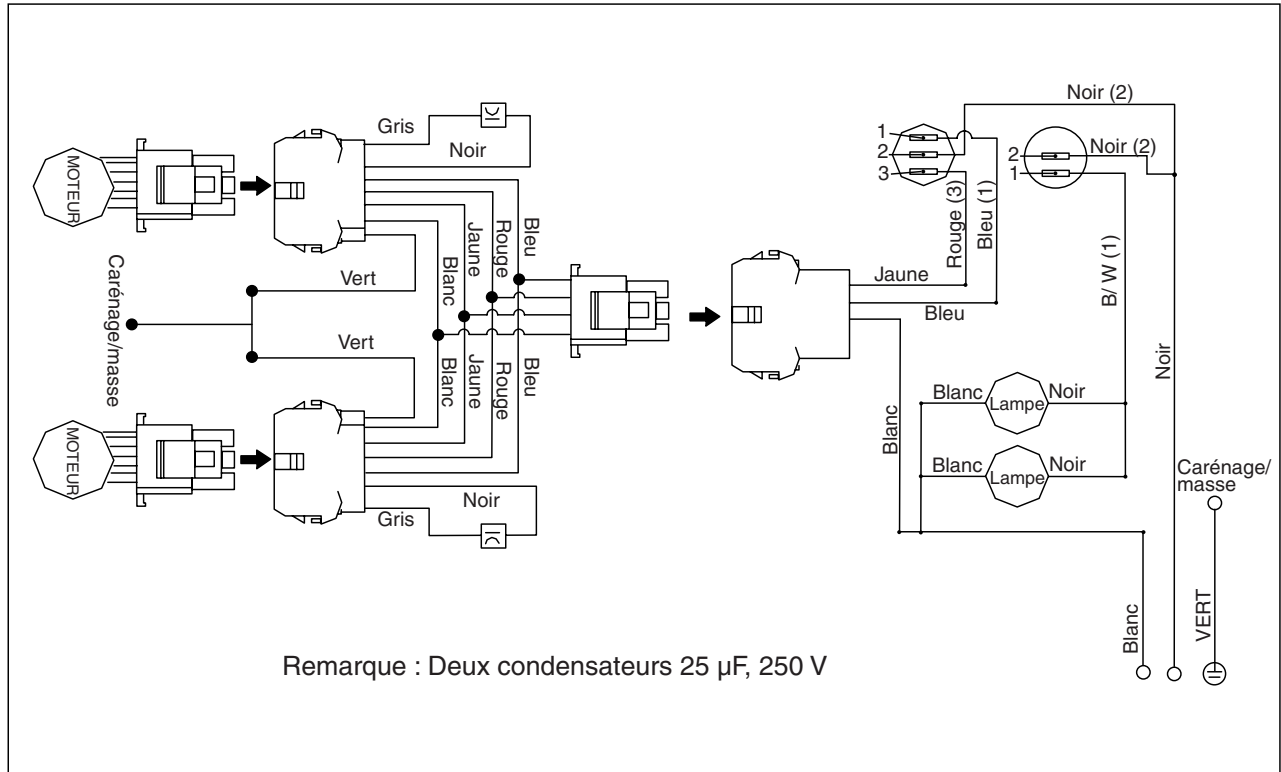 Noir (2)
Gris
Noir
1
2
3
2
1
Noir (2)
MOTEUR
Rouge (3)
Bleu (1)
B/ W (1)
Carénage/masse
Vert
Blanc
Jaune
Rouge
Bleu
Jaune
Bleu
Noir
Vert
Blanc
Jaune
Rouge
Bleu
Blanc
Blanc
Lampe
Noir
MOTEUR
Noir
Gris
Blanc
Lampe
Noir
Carénage/
masse
Blanc
VERT
Remarque : Deux condensateurs 25 µF, 250 V